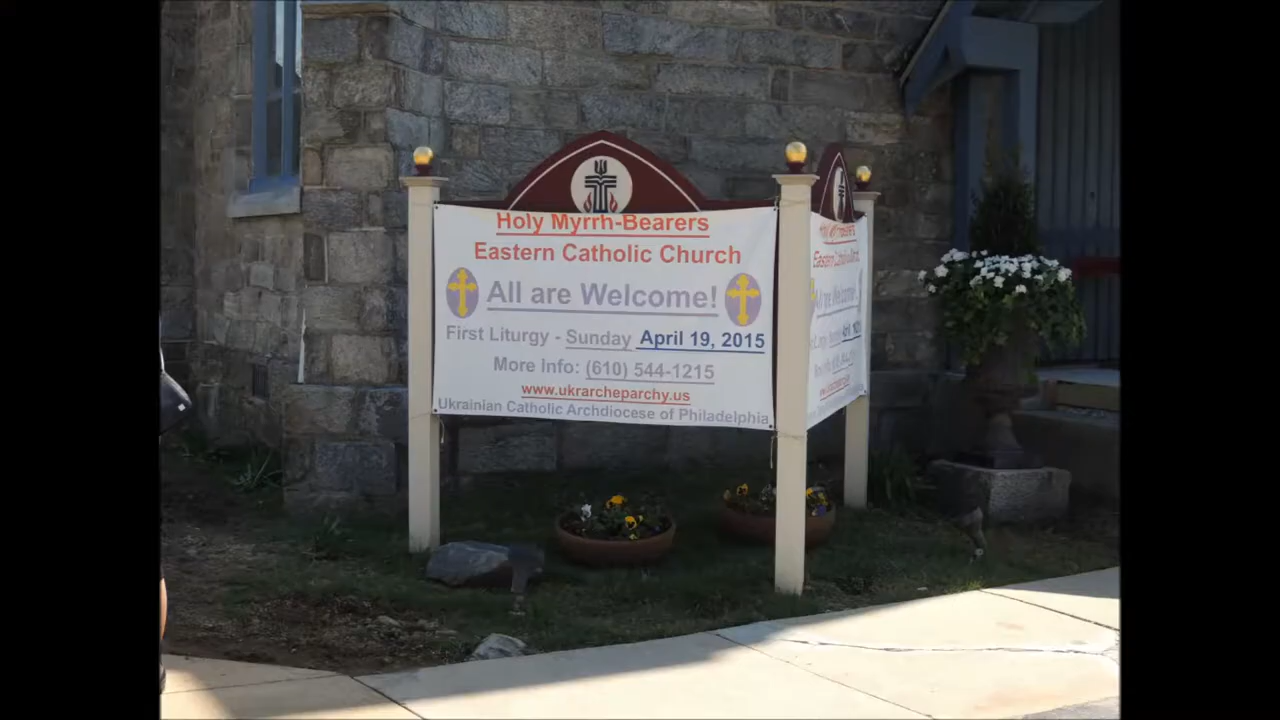 Holy Myrrh-Bearers
Eastern Catholic Church
All are Welcome!
First Liturgy - Sunday April 19, 2015
More Info: (610) 544-1215
www.ukrarcheparchy.us
Ukrainian Catholic Archdiocese of Philadelphia